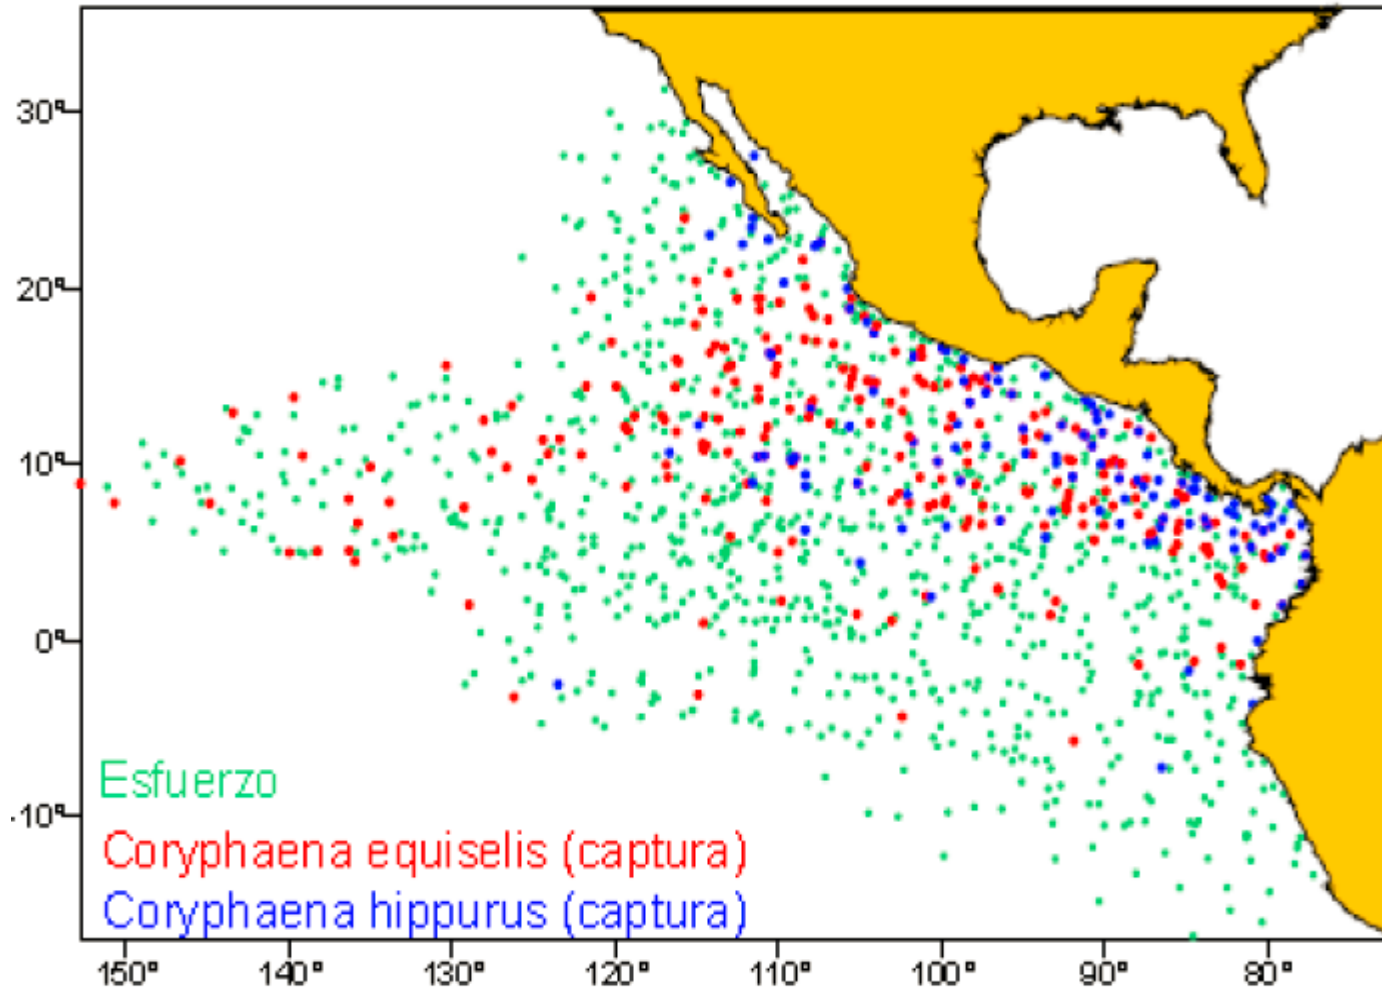 30°
20°
10°
0°
-10°
Esfuerzo
Coryphaena equiselis (captura)
Coryphaena hippurus (captura)
150° 140° 130° 120° 110° 100° 90° 80°